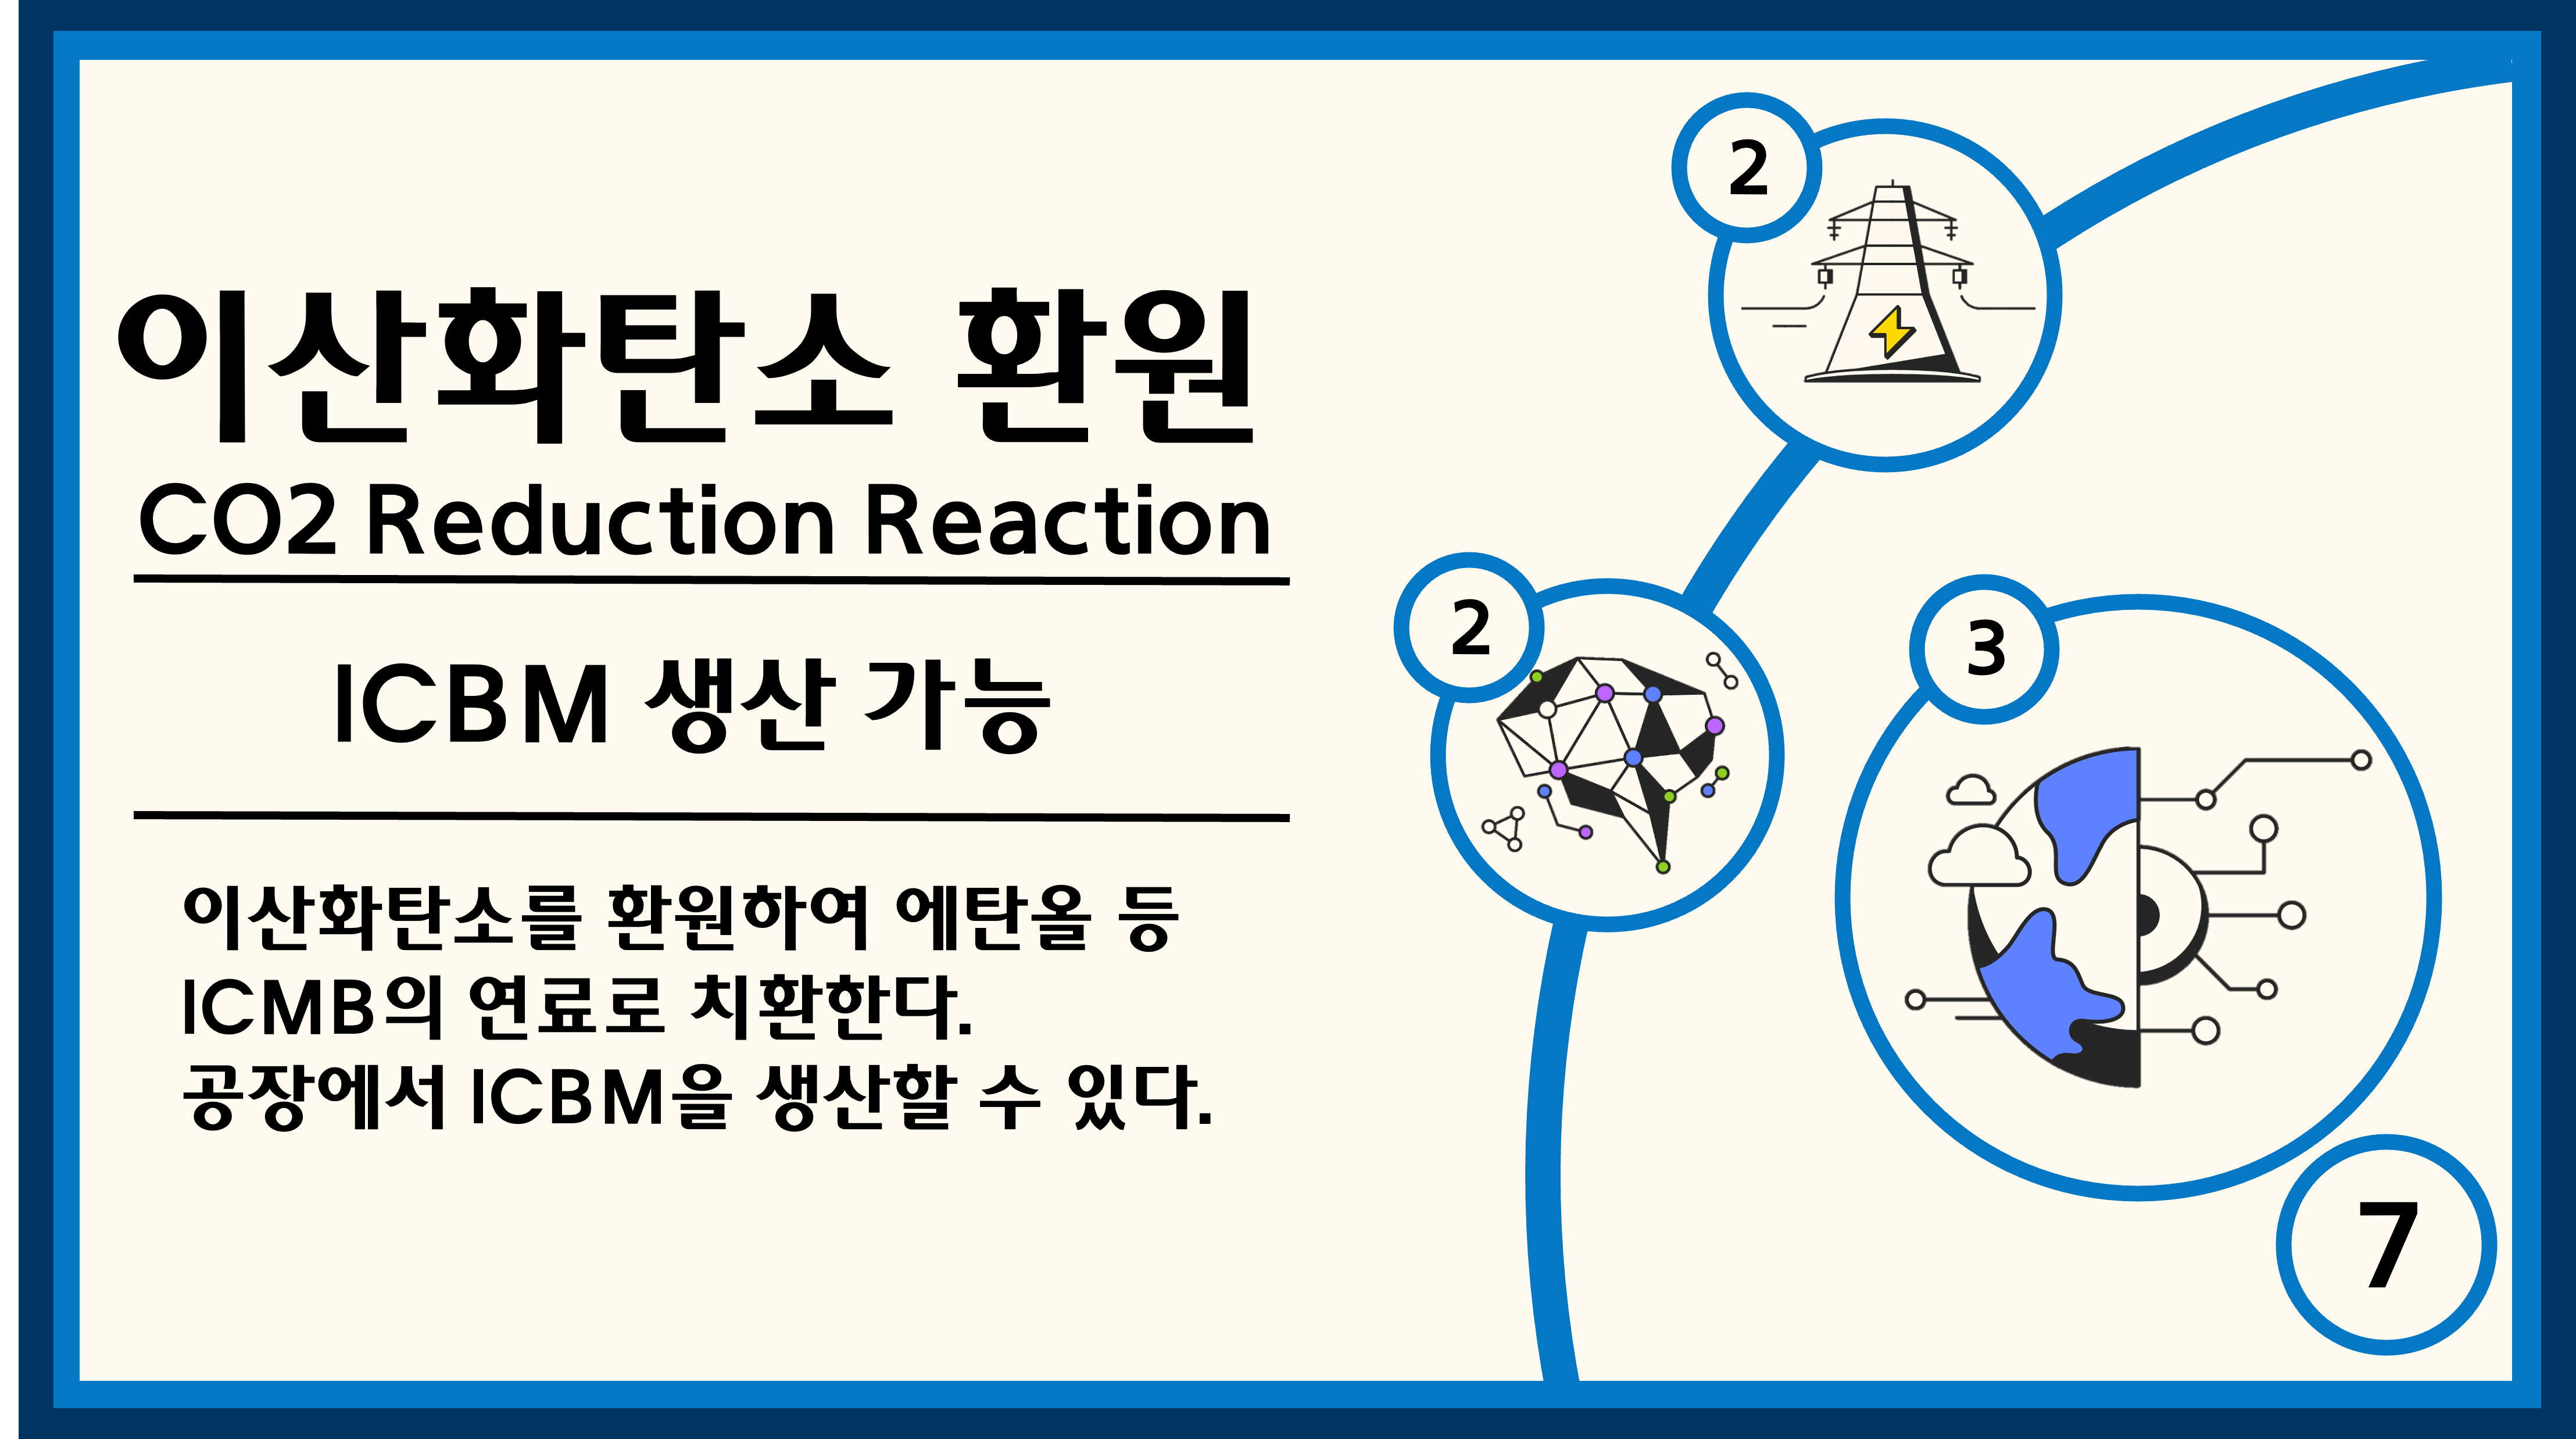 이산화탄소 환원
CO2 Reduction Reaction
ICBM 생산 가능
이산화탄소를 환원하여 에탄올 등
ICMB의 연료로 치환한다.
공장에서 ICBM을 생산할 수 있다.
2
2
3
7